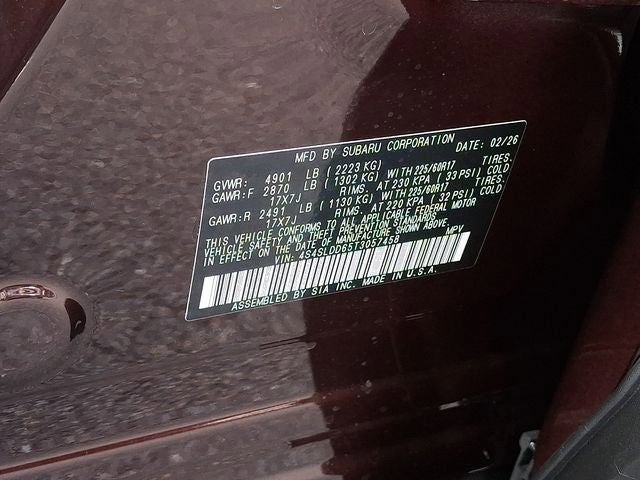 MFD BY SUBARU CORPORATION DATE: 02/26
GVWR: 4901 LB ( 2223 KG)
GAWR:F 2870 LB ( 1302 KG) WITH 225/60R17 TIRES.
17X7J RIMS. AT 230 KPA ( 33 PSI) COLD
GAWR:R 2491 LB ( 1130 KG) WITH 225/60R17 TIRES.
17X7J RIMS. AT 220 KPA ( 32 PSI) COLD
THIS VEHICLE CONFORMS TO ALL APPLICABLE FEDERAL MOTOR
VEHICLE SAFETY AND THEFT PREVENTION STANDARDS
IN EFFECT ON THE DATE OF MANUFACTURE SHOWN ABOVE.
VIN: 4S4SLDD65T3057458 MPV
ASSEMBLED BY SIA INC. MADE IN U.S.A.